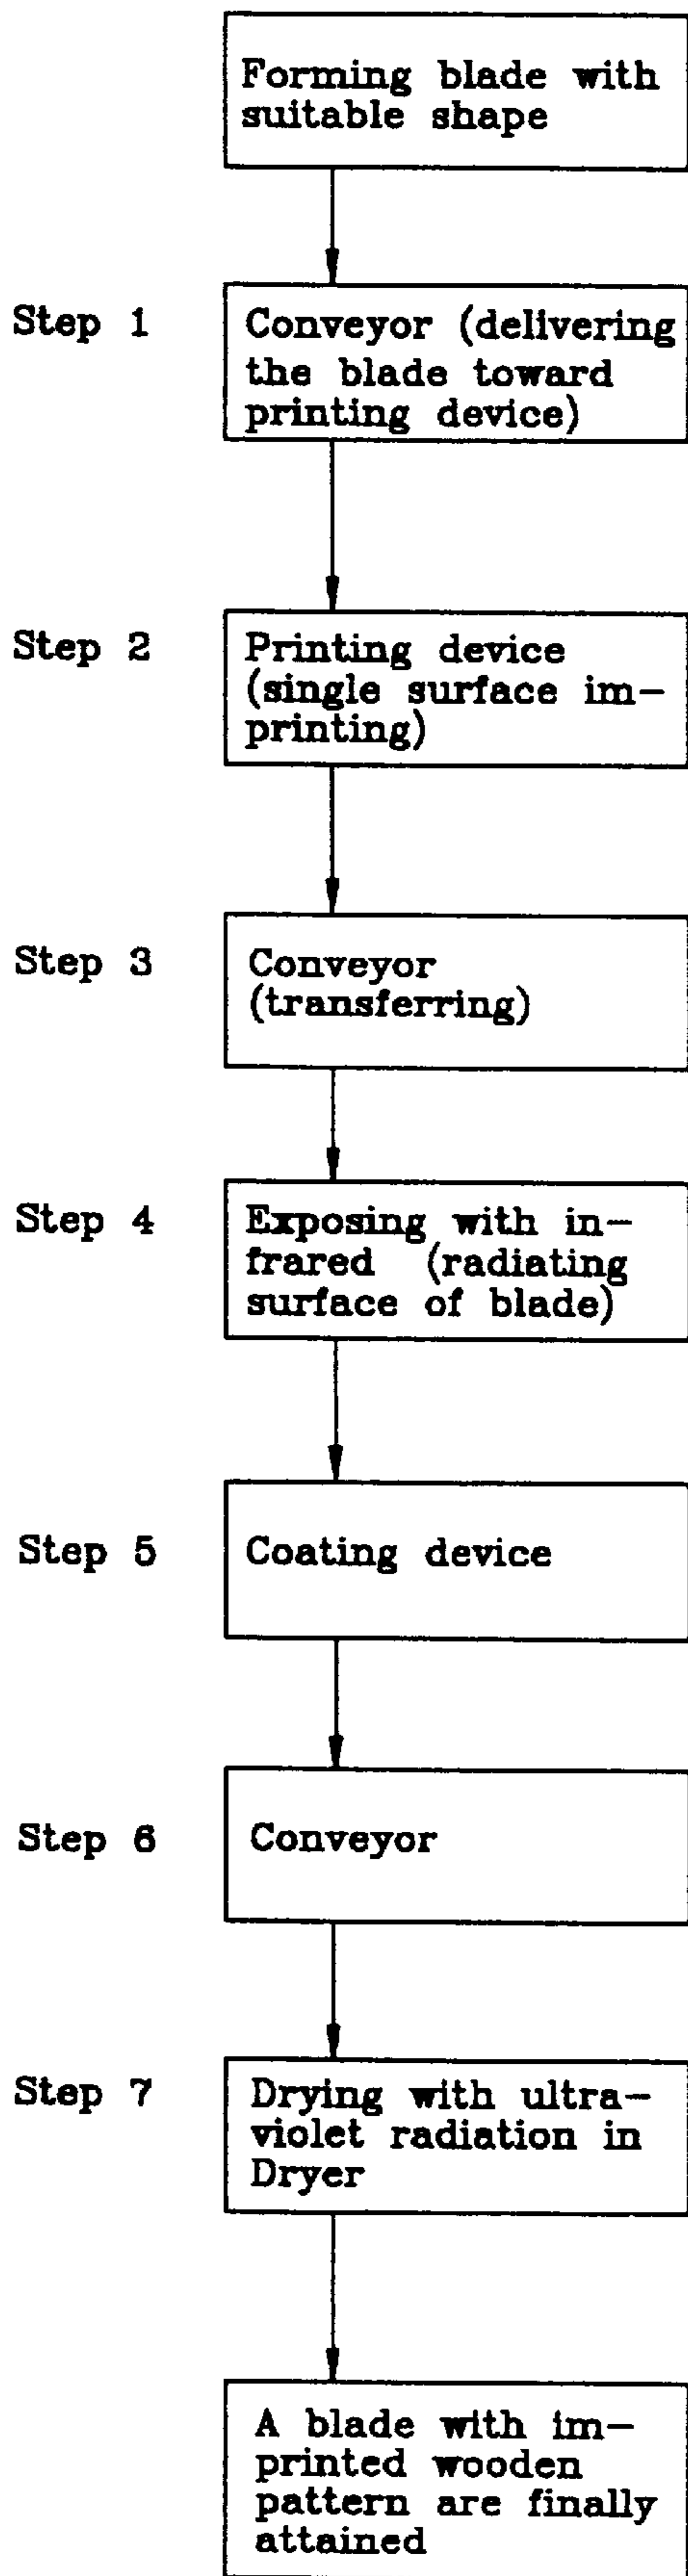 Forming blade with
suitable shape
Step 1
Conveyor (delivering
the blade toward
printing device)
Step 2
Printing device
(single surface im-
printing)
Step 3
Conveyor
(transferring)
Step 4
Exposing with in-
frared (radiating
surface of blade)
Step 5
Coating device
Step 6
Conveyor
Step 7
Drying with ultra-
violet radiation in
Dryer
A blade with im-
printed wooden
pattern are finally
attained